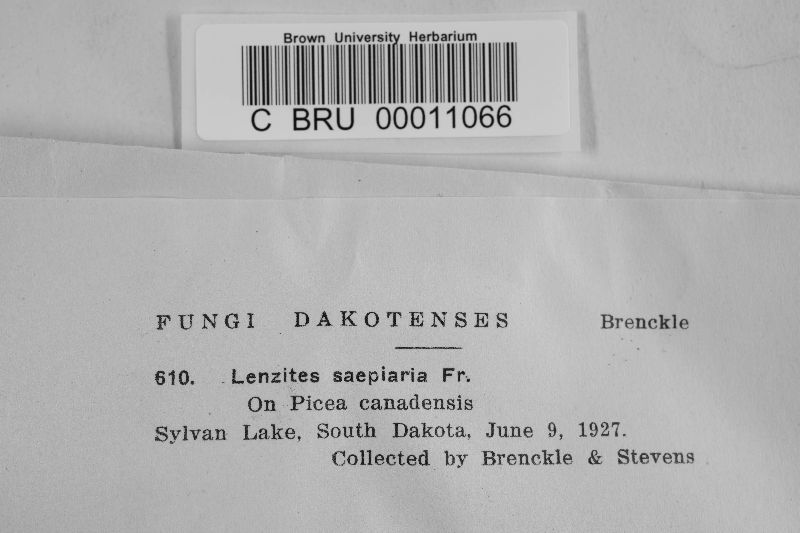 Brown University Herbarium
C BRU 00011066
FUNGI DAKOTENSES Brenckle
610. Lenzites saepiaria Fr.
On Picea canadensis
Sylvan Lake, South Dakota, June 9, 1927.
Collected by Brenckle & Stevens